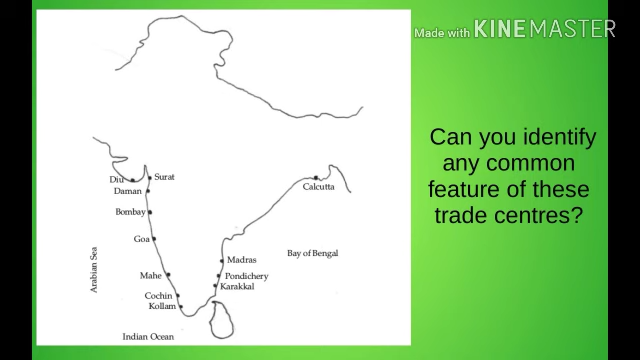 Made with KINEMASTER
Can you identify
any common
feature of these
trade centres?
Diu
Surat
Daman
Bombay
Goa
Mahe
Cochin
Kollam
Calcutta
Madras
Pondichery
Karakkal
Bay of Bengal
Arabian Sea
Indian Ocean